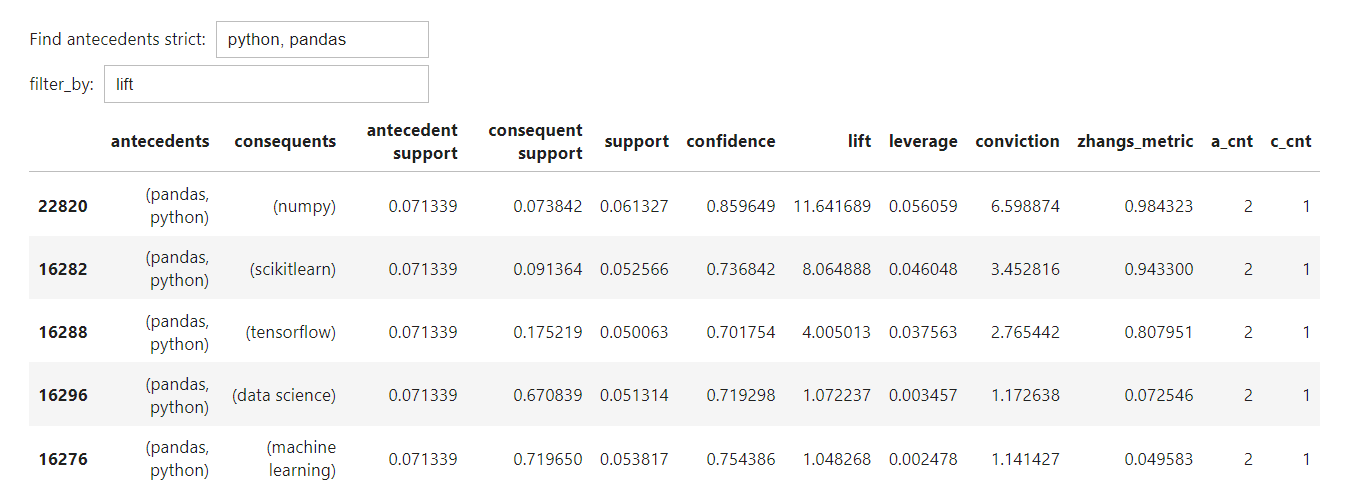 Find antecedents strict: python, pandas
filter_by: lift
antecedents consequents antecedent support consequent support support confidence lift leverage conviction zhangs_metric a_cnt c_cnt
22820 (pandas, python) (numpy) 0.071339 0.073842 0.061327 0.859649 11.641689 0.056059 6.598874 0.984323 2 1
16282 (pandas, python) (scikitlearn) 0.071339 0.091364 0.052566 0.736842 8.064888 0.046048 3.452816 0.943300 2 1
16288 (pandas, python) (tensorflow) 0.071339 0.175219 0.050063 0.701754 4.005013 0.037563 2.765442 0.807951 2 1
16296 (pandas, python) (data science) 0.071339 0.670839 0.051314 0.719298 1.072237 0.003457 1.172638 0.072546 2 1
16276 (pandas, python) (machine learning) 0.071339 0.719650 0.053817 0.754386 1.048268 0.002478 1.141427 0.049583 2 1